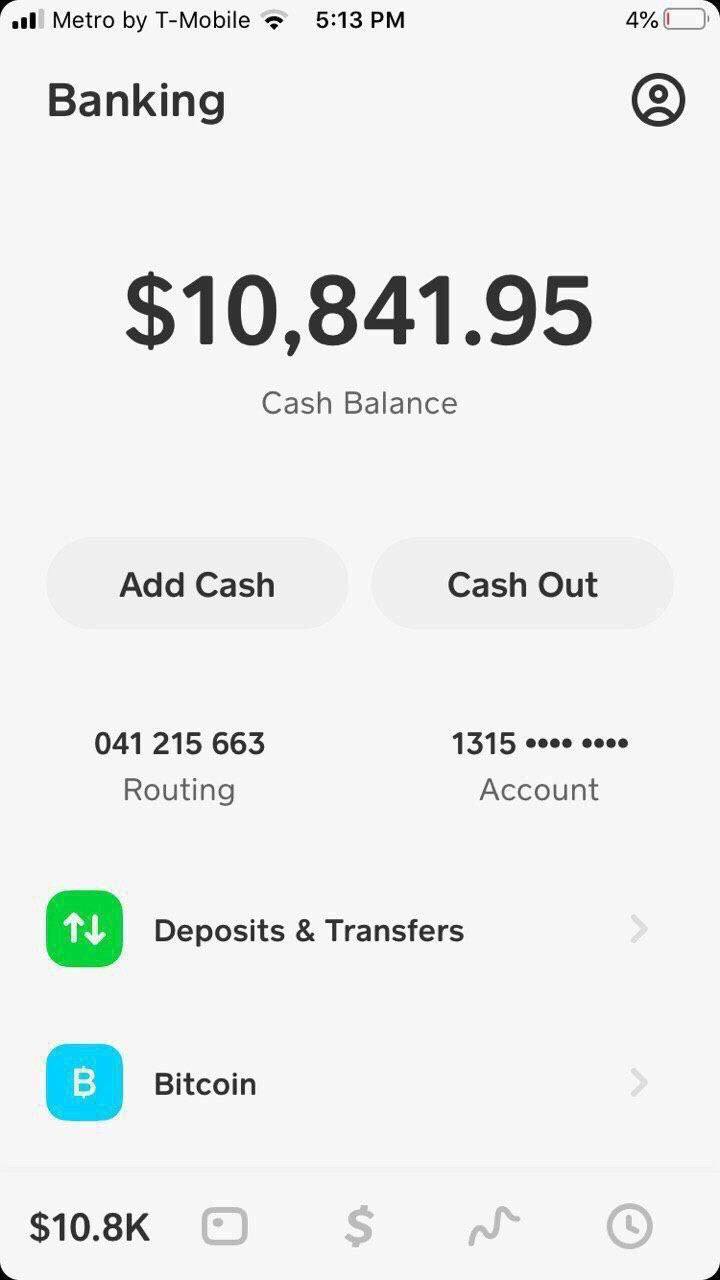 Metro by T-Mobile 5:13 PM 4%
Banking
$10,841.95
Cash Balance
Add Cash Cash Out
041 215 663 1315 •••• ••••
Routing Account
Deposits & Transfers
Bitcoin
$10.8K $